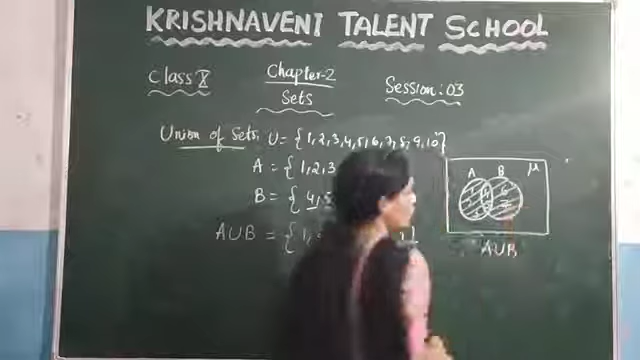 KRISHNAVENI TALENT SCHOOL
Class X
Chapter-2
Sets
Session: 03
Union of Sets: U = {1, 2, 3, 4, 5, 6, 7, 8, 9, 10}
A = {1, 2, 3
B = {4, 5
A∪B = {1,
A B μ
A∪B